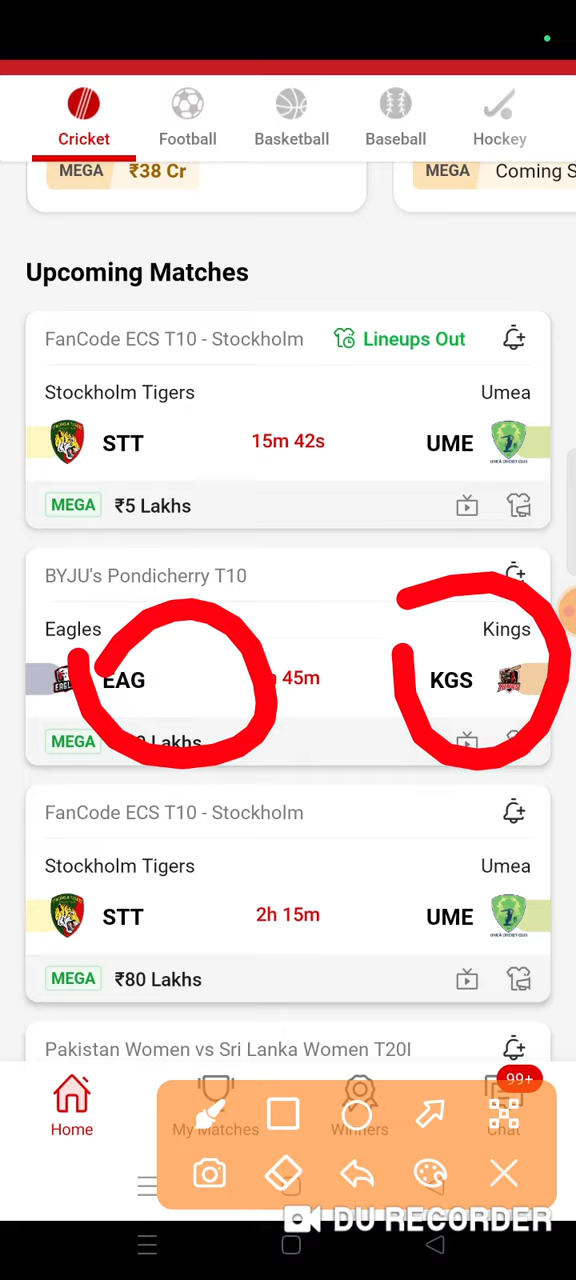 Cricket Football Basketball Baseball Hockey
MEGA ₹38 Cr MEGA Coming S
Upcoming Matches
FanCode ECS T10 - Stockholm Lineups Out
Stockholm Tigers Umea
STT 15m 42s UME
MEGA ₹5 Lakhs
BYJU's Pondicherry T10
Eagles Kings
EAG 45m KGS
MEGA Lakhs
FanCode ECS T10 - Stockholm
Stockholm Tigers Umea
STT 2h 15m UME
MEGA ₹80 Lakhs
Pakistan Women vs Sri Lanka Women T20I
99+
Home My Matches Winners Chat
DU RECORDER